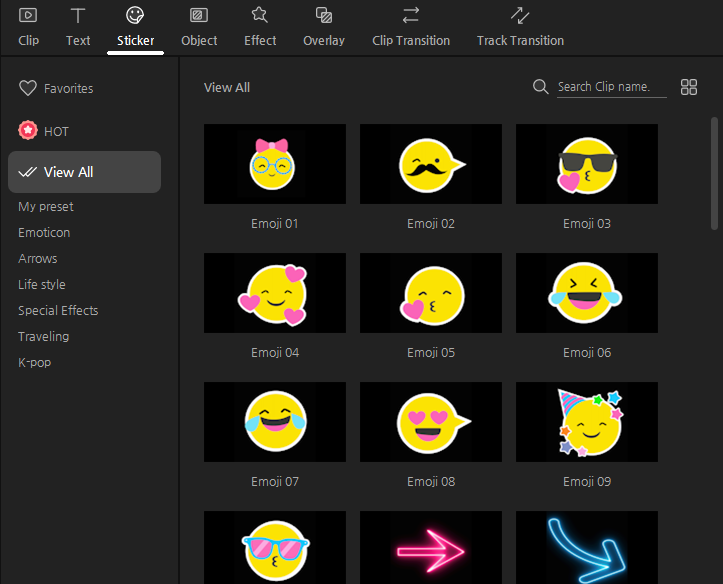 Clip
Text
Sticker
Object
Effect
Overlay
Clip Transition
Track Transition
Favorites
HOT
View All
My preset
Emoticon
Arrows
Life style
Special Effects
Traveling
K-pop
View All
Search Clip name.
Emoji 01
Emoji 02
Emoji 03
Emoji 04
Emoji 05
Emoji 06
Emoji 07
Emoji 08
Emoji 09